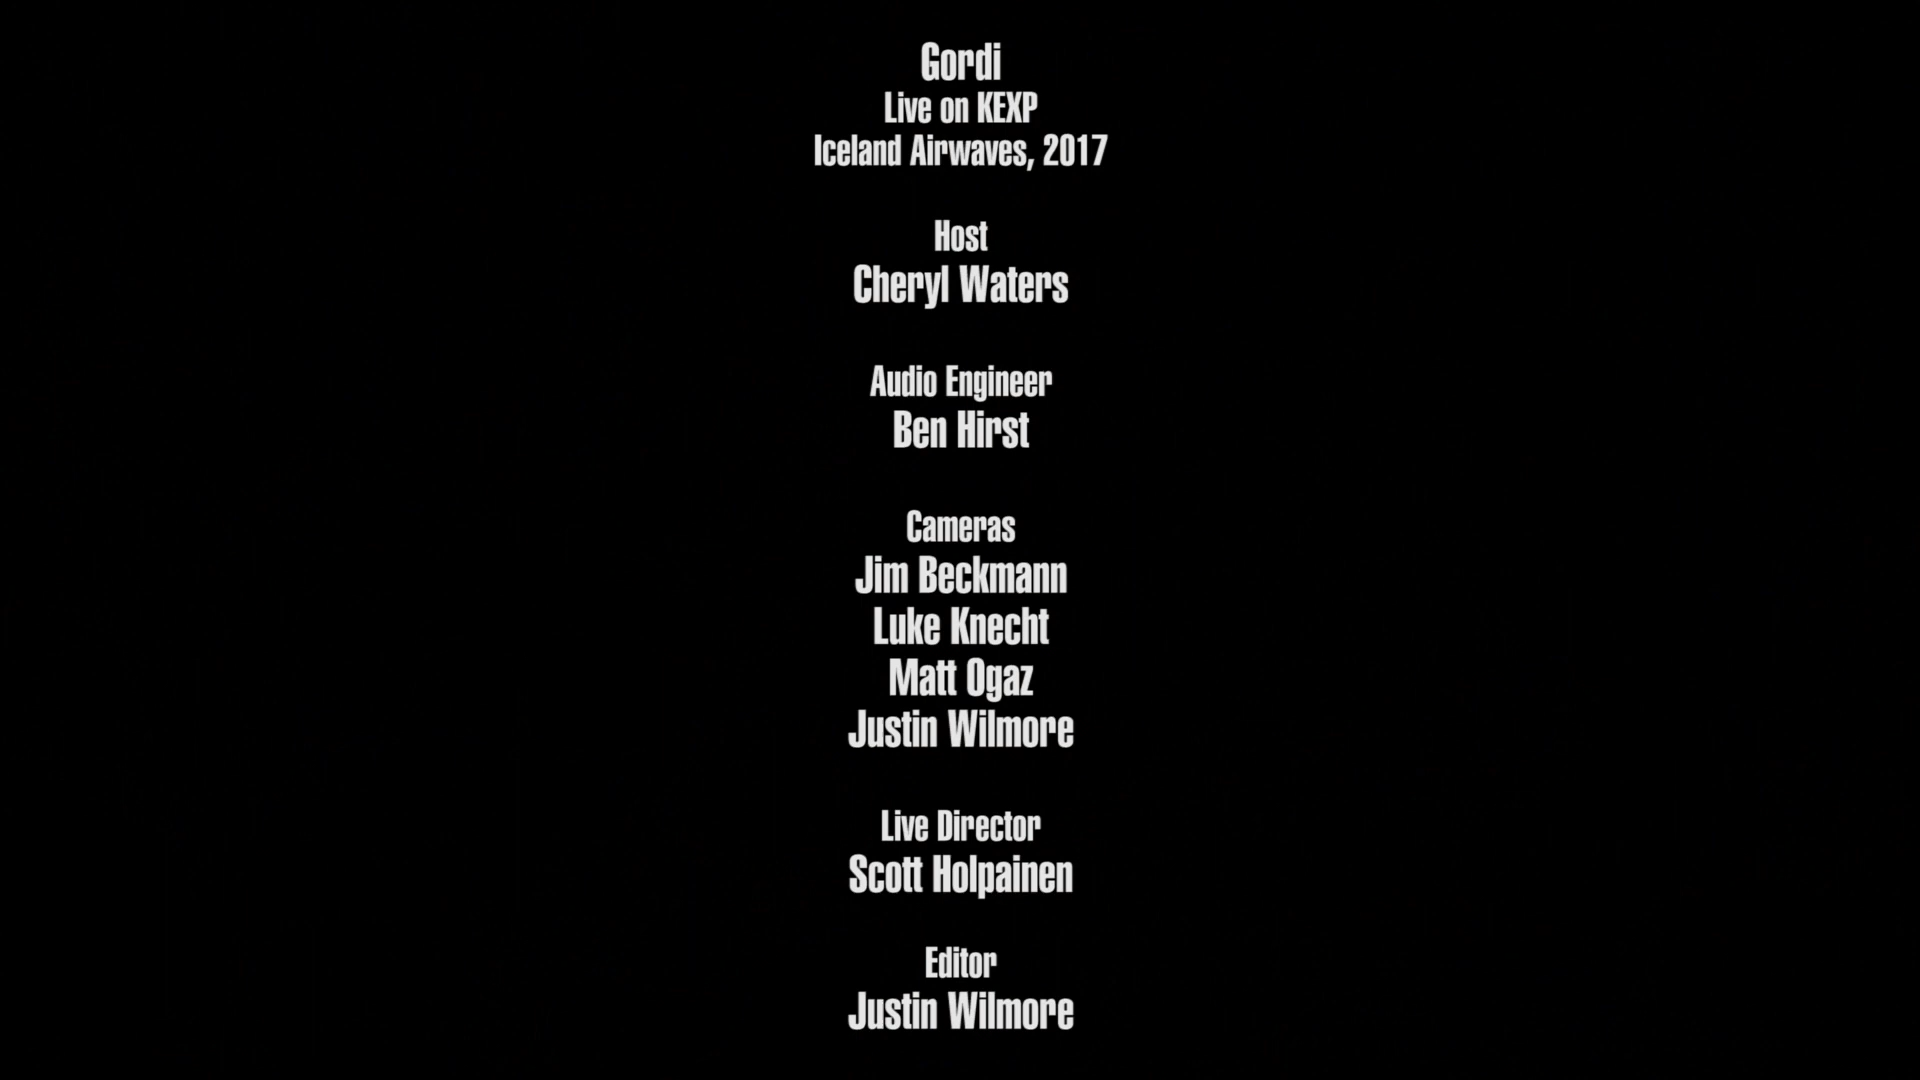 Gordi
Live on KEXP
Iceland Airwaves, 2017
Host
Cheryl Waters
Audio Engineer
Ben Hirst
Cameras
Jim Beckmann
Luke Knecht
Matt Ogaz
Justin Wilmore
Live Director
Scott Holpainen
Editor
Justin Wilmore